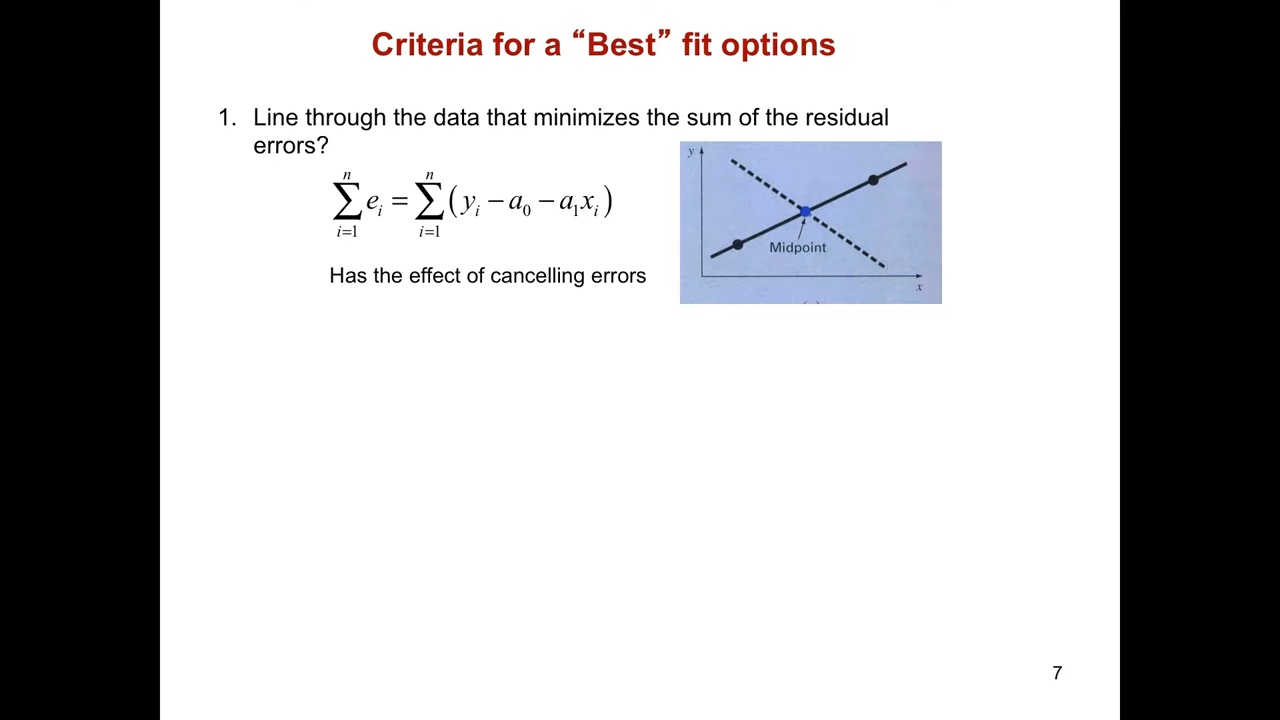 Criteria for a “Best” fit options
1. Line through the data that minimizes the sum of the residual
errors?
y
n n
∑ eᵢ = ∑ (yᵢ − a₀ − a₁xᵢ)
i=1 i=1
Midpoint
x
Has the effect of cancelling errors
7